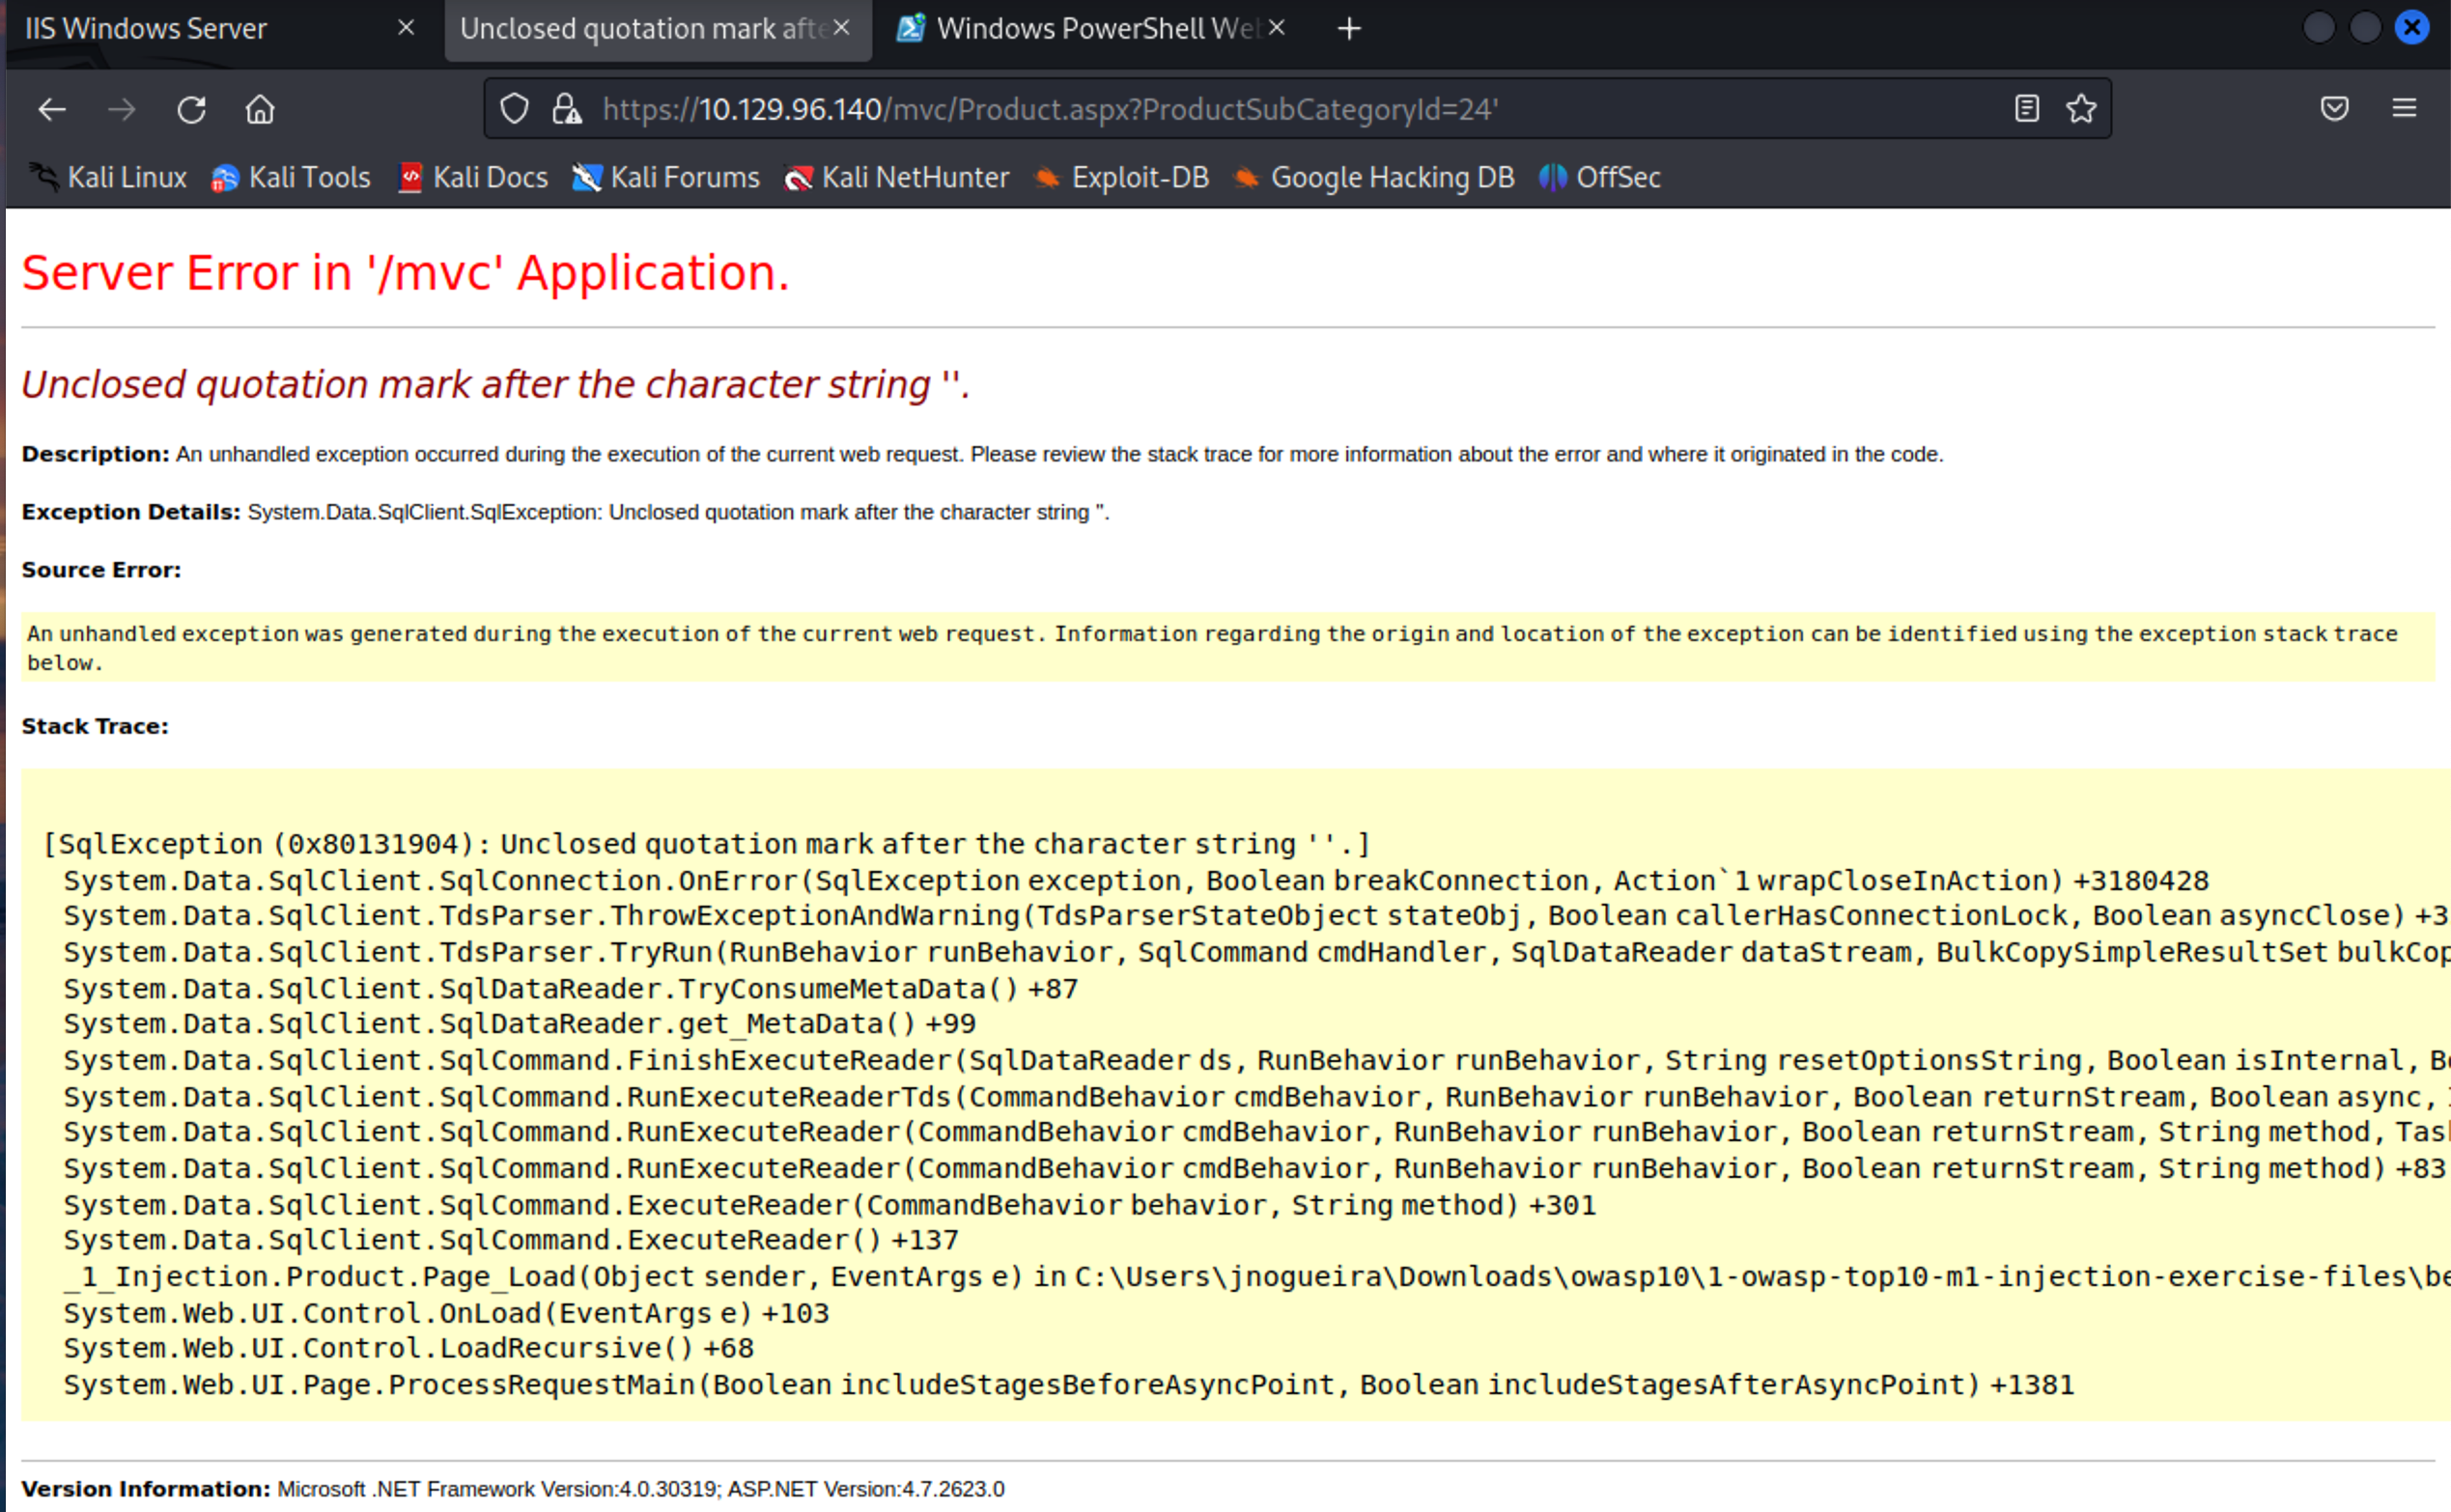 IIS Windows Server
Unclosed quotation mark afte
Windows PowerShell We
https://10.129.96.140/mvc/Product.aspx?ProductSubCategoryId=24'
Kali Linux Kali Tools Kali Docs Kali Forums Kali NetHunter Exploit-DB Google Hacking DB OffSec
Server Error in '/mvc' Application.
Unclosed quotation mark after the character string ''.
Description: An unhandled exception occurred during the execution of the current web request. Please review the stack trace for more information about the error and where it originated in the code.
Exception Details: System.Data.SqlClient.SqlException: Unclosed quotation mark after the character string ''.
Source Error:
An unhandled exception was generated during the execution of the current web request. Information regarding the origin and location of the exception can be identified using the exception stack trace
below.
Stack Trace:
[SqlException (0x80131904): Unclosed quotation mark after the character string ''.]
System.Data.SqlClient.SqlConnection.OnError(SqlException exception, Boolean breakConnection, Action`1 wrapCloseInAction) +3180428
System.Data.SqlClient.TdsParser.ThrowExceptionAndWarning(TdsParserStateObject stateObj, Boolean callerHasConnectionLock, Boolean asyncClose) +3
System.Data.SqlClient.TdsParser.TryRun(RunBehavior runBehavior, SqlCommand cmdHandler, SqlDataReader dataStream, BulkCopySimpleResultSet bulkCop
System.Data.SqlClient.SqlDataReader.TryConsumeMetaData() +87
System.Data.SqlClient.SqlDataReader.get_MetaData() +99
System.Data.SqlClient.SqlCommand.FinishExecuteReader(SqlDataReader ds, RunBehavior runBehavior, String resetOptionsString, Boolean isInternal, Bo
System.Data.SqlClient.SqlCommand.RunExecuteReaderTds(CommandBehavior cmdBehavior, RunBehavior runBehavior, Boolean returnStream, Boolean async,
System.Data.SqlClient.SqlCommand.RunExecuteReader(CommandBehavior cmdBehavior, RunBehavior runBehavior, Boolean returnStream, String method, Tas
System.Data.SqlClient.SqlCommand.RunExecuteReader(CommandBehavior cmdBehavior, RunBehavior runBehavior, Boolean returnStream, String method) +83
System.Data.SqlClient.SqlCommand.ExecuteReader(CommandBehavior behavior, String method) +301
System.Data.SqlClient.SqlCommand.ExecuteReader() +137
_1_Injection.Product.Page_Load(Object sender, EventArgs e) in C:\Users\jnogueira\Downloads\owasp10\1-owasp-top10-m1-injection-exercise-files\be
System.Web.UI.Control.OnLoad(EventArgs e) +103
System.Web.UI.Control.LoadRecursive() +68
System.Web.UI.Page.ProcessRequestMain(Boolean includeStagesBeforeAsyncPoint, Boolean includeStagesAfterAsyncPoint) +1381
Version Information: Microsoft .NET Framework Version:4.0.30319; ASP.NET Version:4.7.2623.0